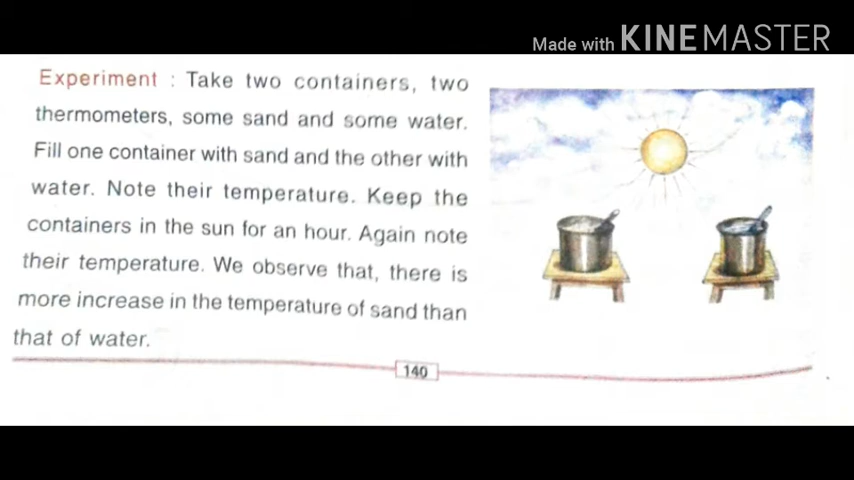 Made with KINEMASTER
Experiment : Take two containers, two
thermometers, some sand and some water.
Fill one container with sand and the other with
water. Note their temperature. Keep the
containers in the sun for an hour. Again note
their temperature. We observe that, there is
more increase in the temperature of sand than
that of water.
140